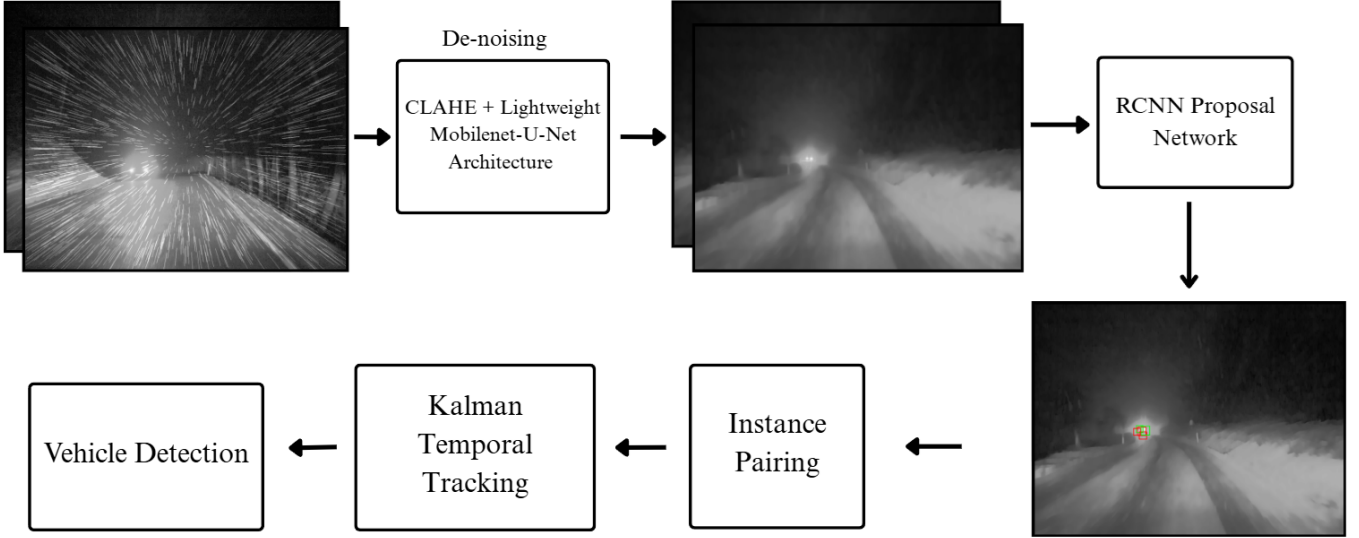 De-noising
CLAHE + Lightweight
Mobilenet-U-Net
Architecture
RCNN Proposal
Network
Vehicle Detection
Kalman
Temporal
Tracking
Instance
Pairing